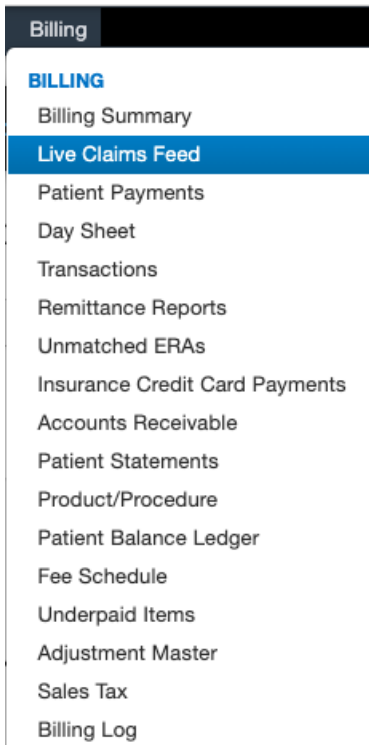 Billing
BILLING
Billing Summary
Live Claims Feed
Patient Payments
Day Sheet
Transactions
Remittance Reports
Unmatched ERAs
Insurance Credit Card Payments
Accounts Receivable
Patient Statements
Product/Procedure
Patient Balance Ledger
Fee Schedule
Underpaid Items
Adjustment Master
Sales Tax
Billing Log